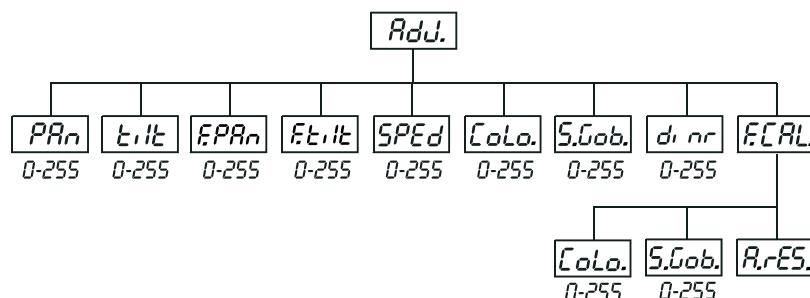 AdJ.
PAn tilt F.PAn F.tilt SPEd Colo. S.Gob. dinr F.CAL.
0-255 0-255 0-255 0-255 0-255 0-255 0-255 0-255
Colo. S.Gob. A.rES.
0-255 0-255